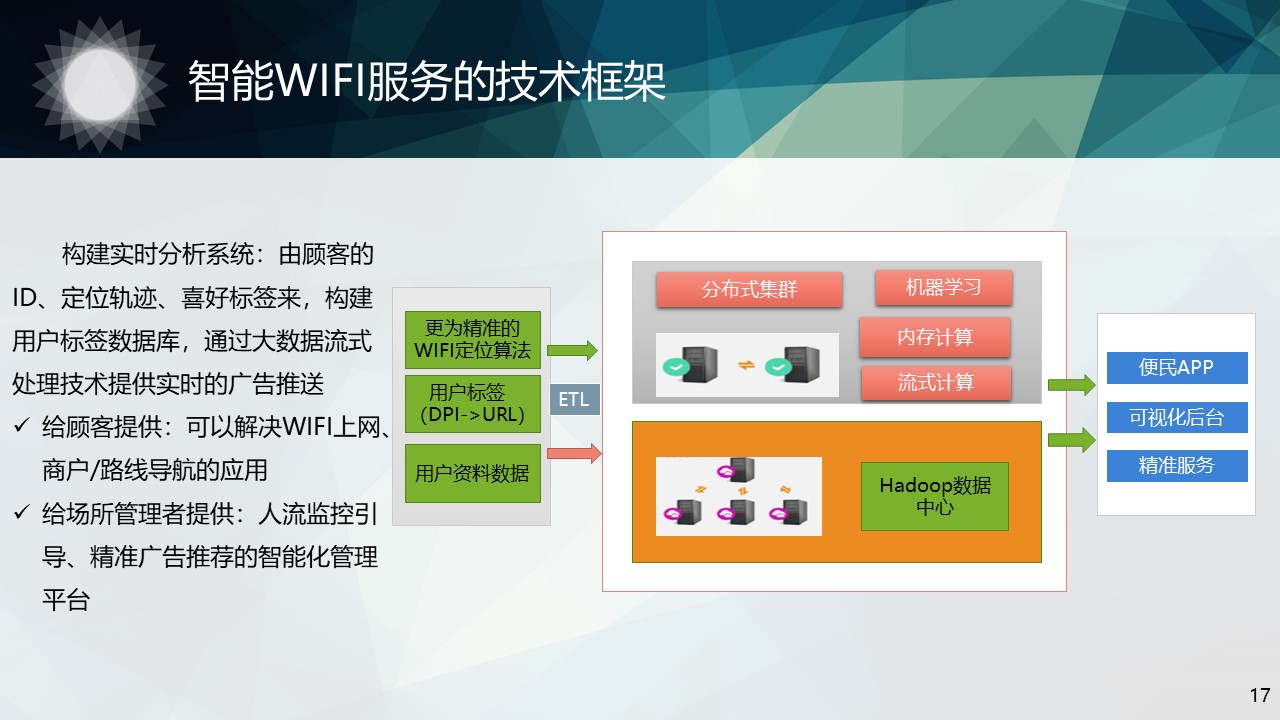 智能WIFI服务的技术框架
构建实时分析系统：由顾客的
ID、定位轨迹、喜好标签来，构建
用户标签数据库，通过大数据流式
处理技术提供实时的广告推送
✓ 给顾客提供：可以解决WIFI上网、
商户/路线导航的应用
✓ 给场所管理者提供：人流监控引
导、精准广告推荐的智能化管理
平台
更为精准的
WIFI定位算法
用户标签
（DPI->URL）
用户资料数据
ETL
分布式集群
机器学习
内存计算
流式计算
Hadoop数据
中心
便民APP
可视化后台
精准服务
17